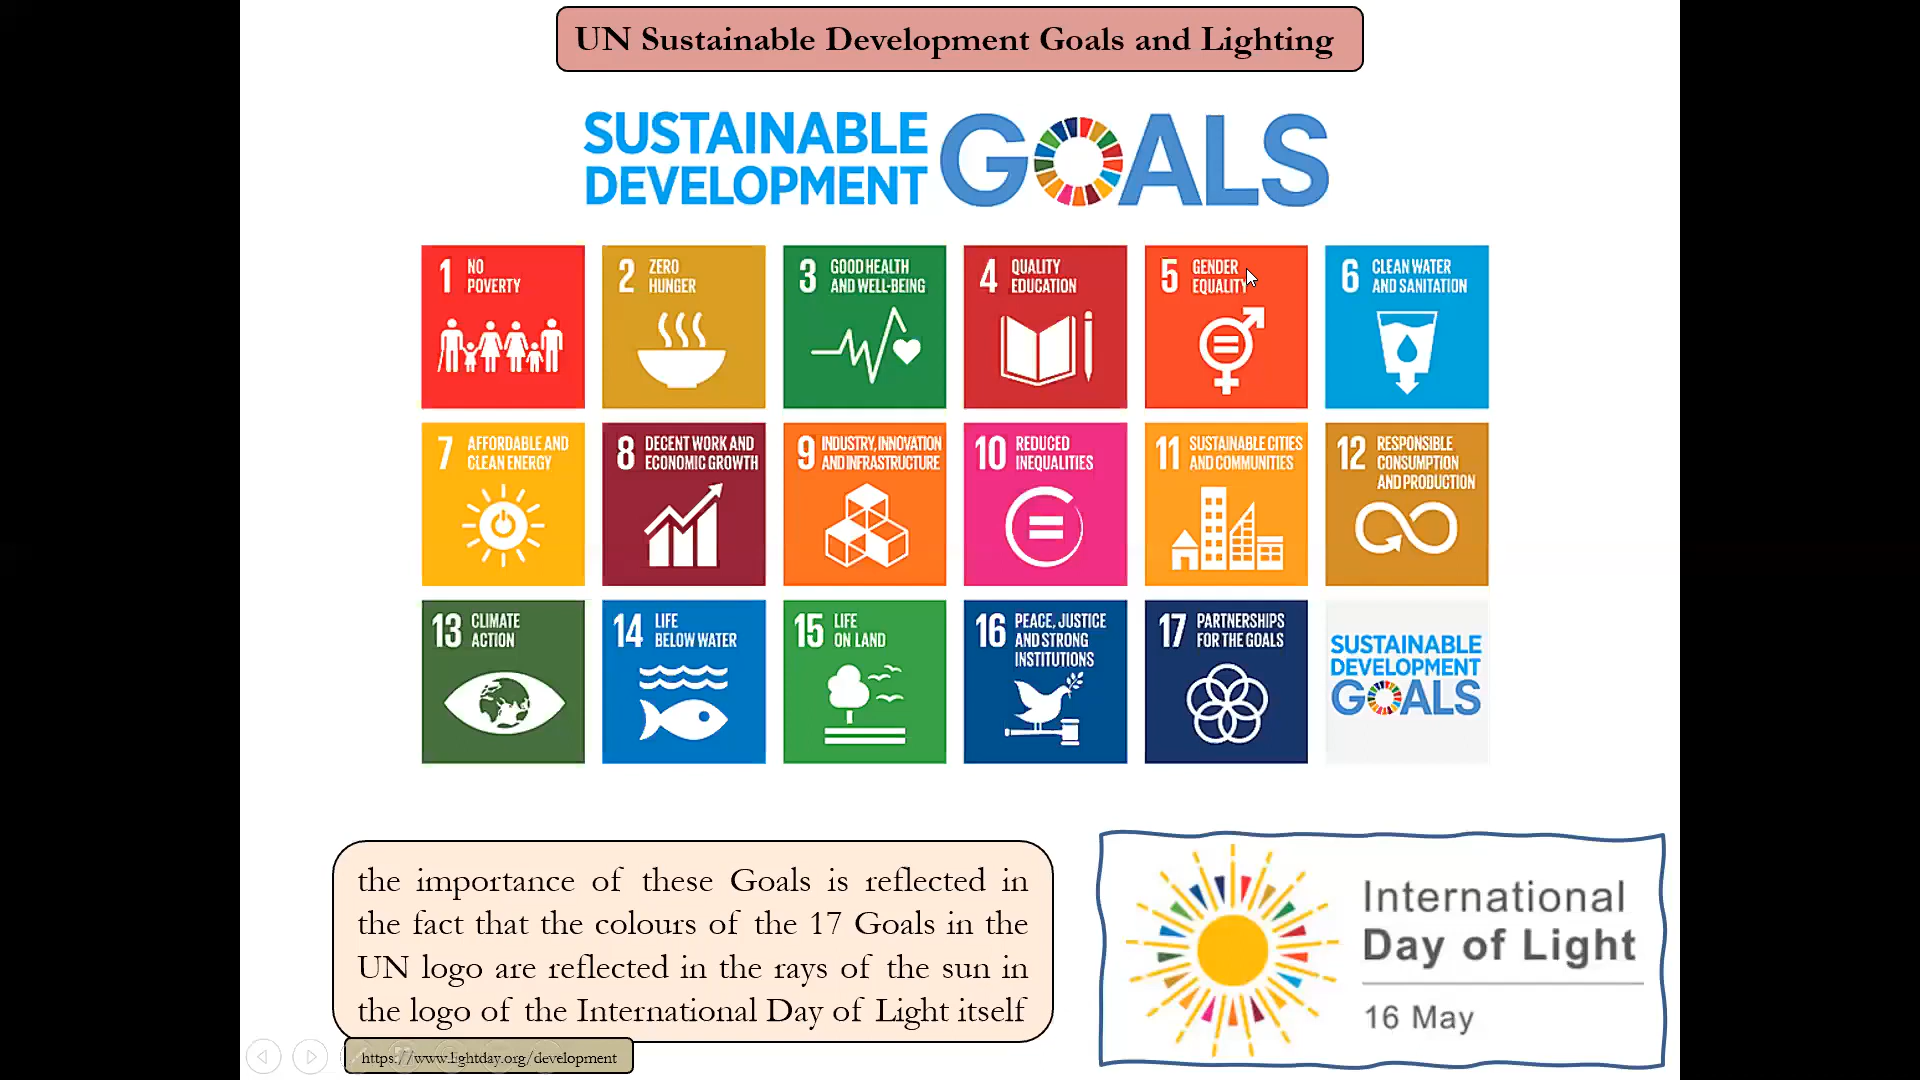 UN Sustainable Development Goals and Lighting
SUSTAINABLE
DEVELOPMENT
GOALS
1 NO
POVERTY
2 ZERO
HUNGER
3 GOOD HEALTH
AND WELL-BEING
4 QUALITY
EDUCATION
5 GENDER
EQUALITY
6 CLEAN WATER
AND SANITATION
7 AFFORDABLE AND
CLEAN ENERGY
8 DECENT WORK AND
ECONOMIC GROWTH
9 INDUSTRY, INNOVATION
AND INFRASTRUCTURE
10 REDUCED
INEQUALITIES
11 SUSTAINABLE CITIES
AND COMMUNITIES
12 RESPONSIBLE
CONSUMPTION
AND PRODUCTION
13 CLIMATE
ACTION
14 LIFE
BELOW WATER
15 LIFE
ON LAND
16 PEACE, JUSTICE
AND STRONG
INSTITUTIONS
17 PARTNERSHIPS
FOR THE GOALS
SUSTAINABLE
DEVELOPMENT
GOALS
the importance of these Goals is reflected in
the fact that the colours of the 17 Goals in the
UN logo are reflected in the rays of the sun in
the logo of the International Day of Light itself
https://www.lightday.org/development
International
Day of Light
16 May